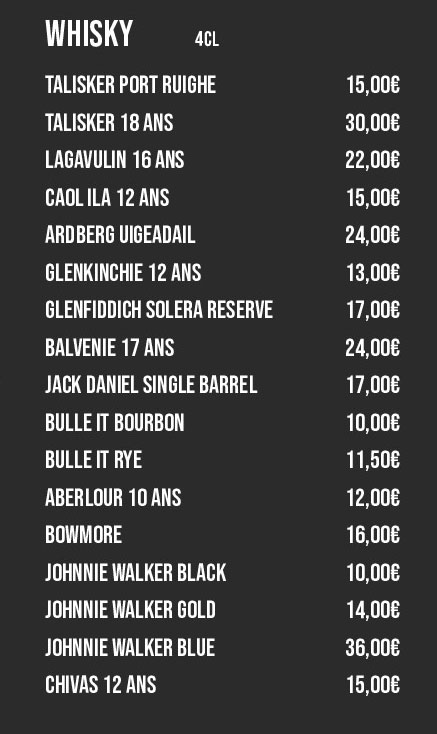 WHISKY 4CL
TALISKER PORT RUIGHE 15,00€
TALISKER 18 ANS 30,00€
LAGAVULIN 16 ANS 22,00€
CAOL ILA 12 ANS 15,00€
ARDBERG UIGEADAIL 24,00€
GLENKINCHIE 12 ANS 13,00€
GLENFIDDICH SOLERA RESERVE 17,00€
BALVENIE 17 ANS 24,00€
JACK DANIEL SINGLE BARREL 17,00€
BULLE IT BOURBON 10,00€
BULLE IT RYE 11,50€
ABERLOUR 10 ANS 12,00€
BOWMORE 16,00€
JOHNNIE WALKER BLACK 10,00€
JOHNNIE WALKER GOLD 14,00€
JOHNNIE WALKER BLUE 36,00€
CHIVAS 12 ANS 15,00€